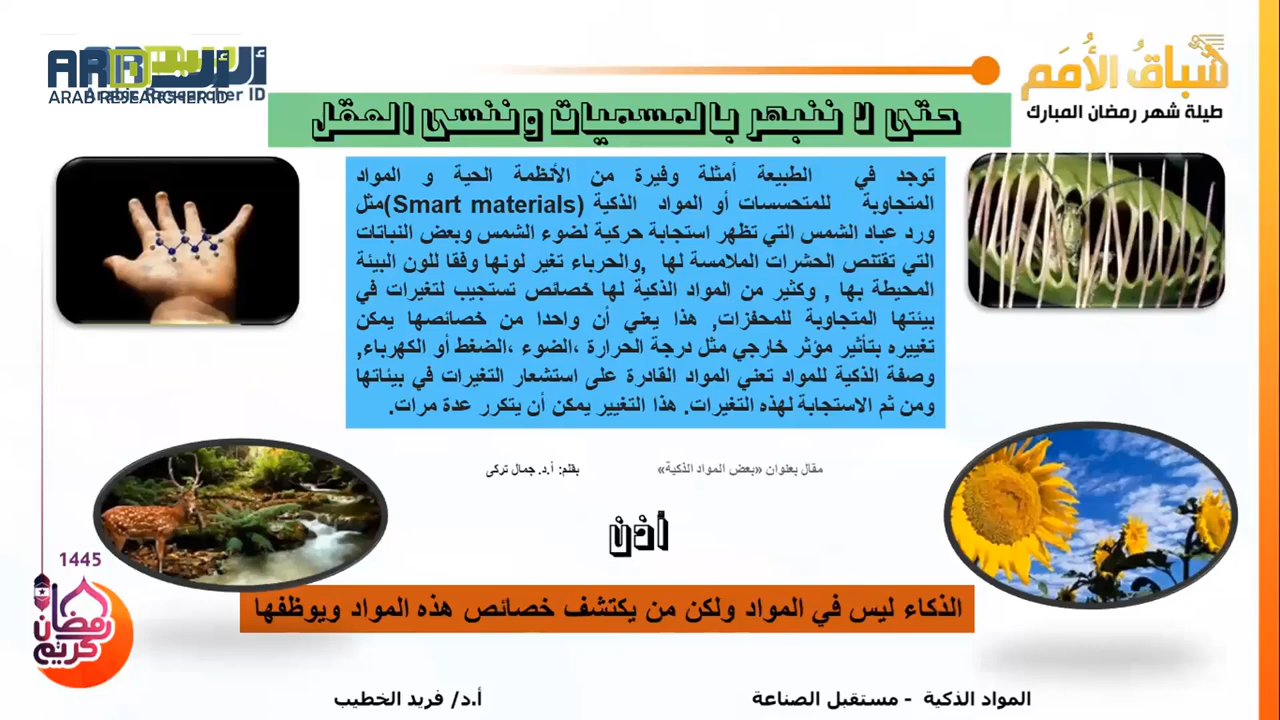 سباقُ الأُمَم
طيلة شهر رمضان المبارك
ARAB RESEARCHER ID
حتى لا ننبهر بالمسميات وننسى العقل
توجد في الطبيعة أمثلة وفيرة من الأنظمة الحية و المواد
المتجاوبة للمتحسسات أو المواد الذكية (Smart materials)مثل
ورد عباد الشمس التي تظهر استجابة حركية لضوء الشمس وبعض النباتات
التي تقتنص الحشرات الملامسة لها ,والحرباء تغير لونها وفقا للون البيئة
المحيطة بها , وكثير من المواد الذكية لها خصائص تستجيب لتغيرات في
بيئتها المتجاوبة للمحفزات, هذا يعني أن واحدا من خصائصها يمكن
تغييره بتأثير مؤثر خارجي مثل درجة الحرارة ،الضوء ،الضغط أو الكهرباء,
وصفة الذكية للمواد تعني المواد القادرة على استشعار التغيرات في بيئاتها
ومن ثم الاستجابة لهذه التغيرات. هذا التغيير يمكن أن يتكرر عدة مرات.
مقال بعنوان «بعض المواد الذكية» بقلم: أ.د. جمال تركى
أذن
الذكاء ليس في المواد ولكن من يكتشف خصائص هذه المواد ويوظفها
1445
رمضان
كريم
المواد الذكية - مستقبل الصناعة
أ.د/ فريد الخطيب